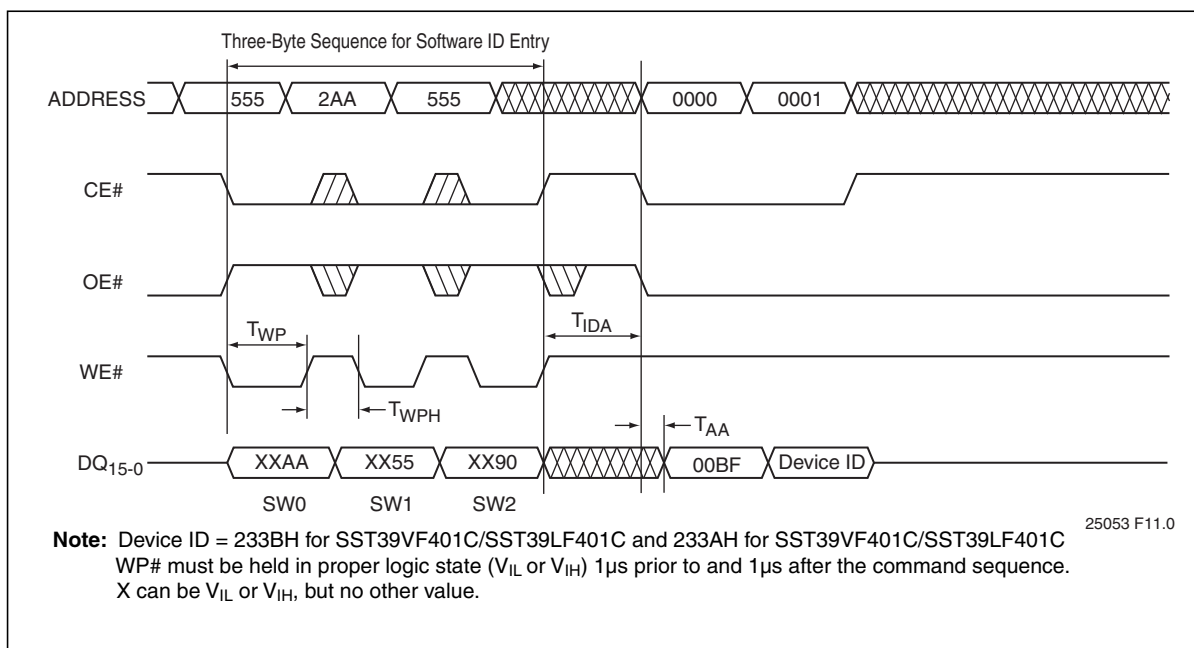 Three-Byte Sequence for Software ID Entry
ADDRESS 555 2AA 555 0000 0001
CE#
OE#
TWP TIDA
WE#
TWPH TAA
DQ15-0 XXAA XX55 XX90 00BF Device ID
SW0 SW1 SW2
25053 F11.0
Note: Device ID = 233BH for SST39VF401C/SST39LF401C and 233AH for SST39VF401C/SST39LF401C
WP# must be held in proper logic state (VIL or VIH) 1µs prior to and 1µs after the command sequence.
X can be VIL or VIH, but no other value.